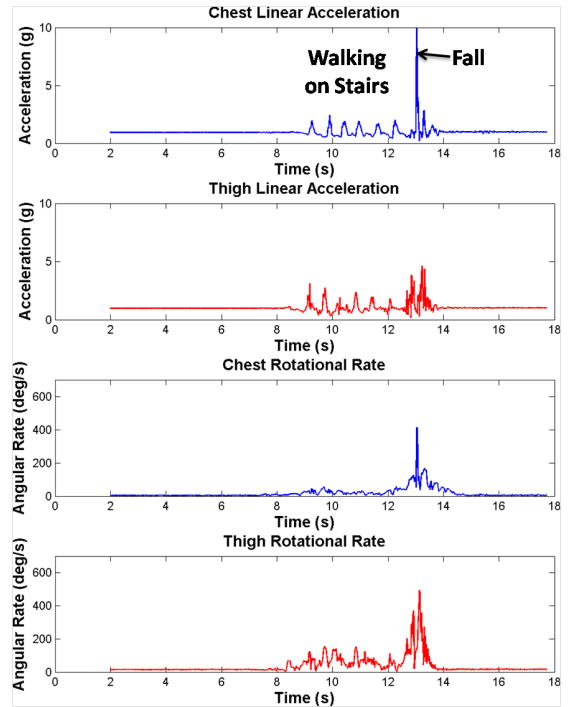 Chest Linear Acceleration
Acceleration (g)
10
5
0
Walking
on Stairs
Fall
0 2 4 6 8 10 12 14 16 18
Time (s)
Thigh Linear Acceleration
Acceleration (g)
10
5
0
0 2 4 6 8 10 12 14 16 18
Time (s)
Chest Rotational Rate
Angular Rate (deg/s)
600
400
200
0
0 2 4 6 8 10 12 14 16 18
Time (s)
Thigh Rotational Rate
Angular Rate (deg/s)
600
400
200
0
0 2 4 6 8 10 12 14 16 18
Time (s)